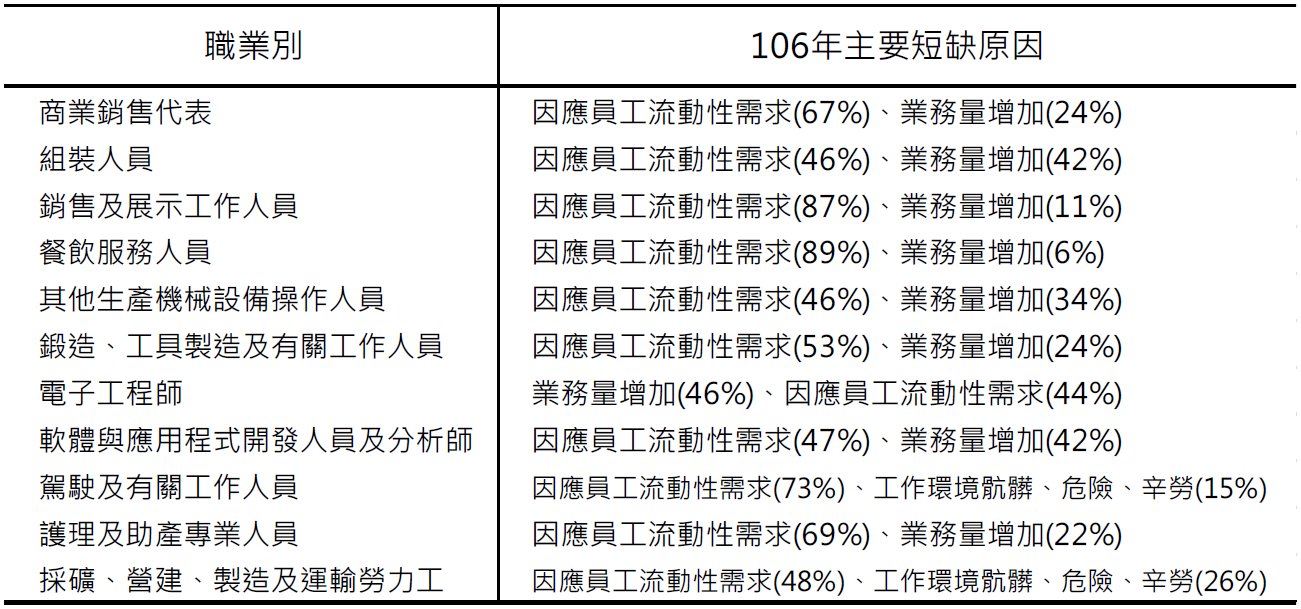 職業別 106年主要短缺原因
商業銷售代表 因應員工流動性需求(67%)、業務量增加(24%)
組裝人員 因應員工流動性需求(46%)、業務量增加(42%)
銷售及展示工作人員 因應員工流動性需求(87%)、業務量增加(11%)
餐飲服務人員 因應員工流動性需求(89%)、業務量增加(6%)
其他生產機械設備操作人員 因應員工流動性需求(46%)、業務量增加(34%)
鍛造、工具製造及有關工作人員 因應員工流動性需求(53%)、業務量增加(24%)
電子工程師 業務量增加(46%)、因應員工流動性需求(44%)
軟體與應用程式開發人員及分析師 因應員工流動性需求(47%)、業務量增加(42%)
駕駛及有關工作人員 因應員工流動性需求(73%)、工作環境骯髒、危險、辛勞(15%)
護理及助產專業人員 因應員工流動性需求(69%)、業務量增加(22%)
採礦、營建、製造及運輸勞力工 因應員工流動性需求(48%)、工作環境骯髒、危險、辛勞(26%)